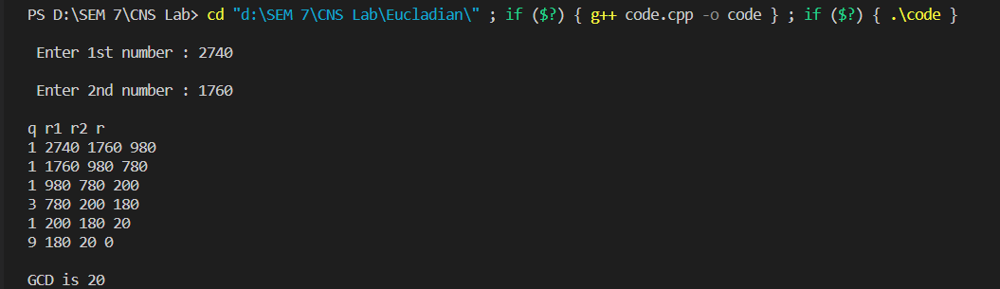 PS D:\SEM 7\CNS Lab> cd "d:\SEM 7\CNS Lab\Eucladian\" ; if ($?) { g++ code.cpp -o code } ; if ($?) { .\code }
Enter 1st number : 2740
Enter 2nd number : 1760
q r1 r2 r
1 2740 1760 980
1 1760 980 780
1 980 780 200
3 780 200 180
1 200 180 20
9 180 20 0
GCD is 20